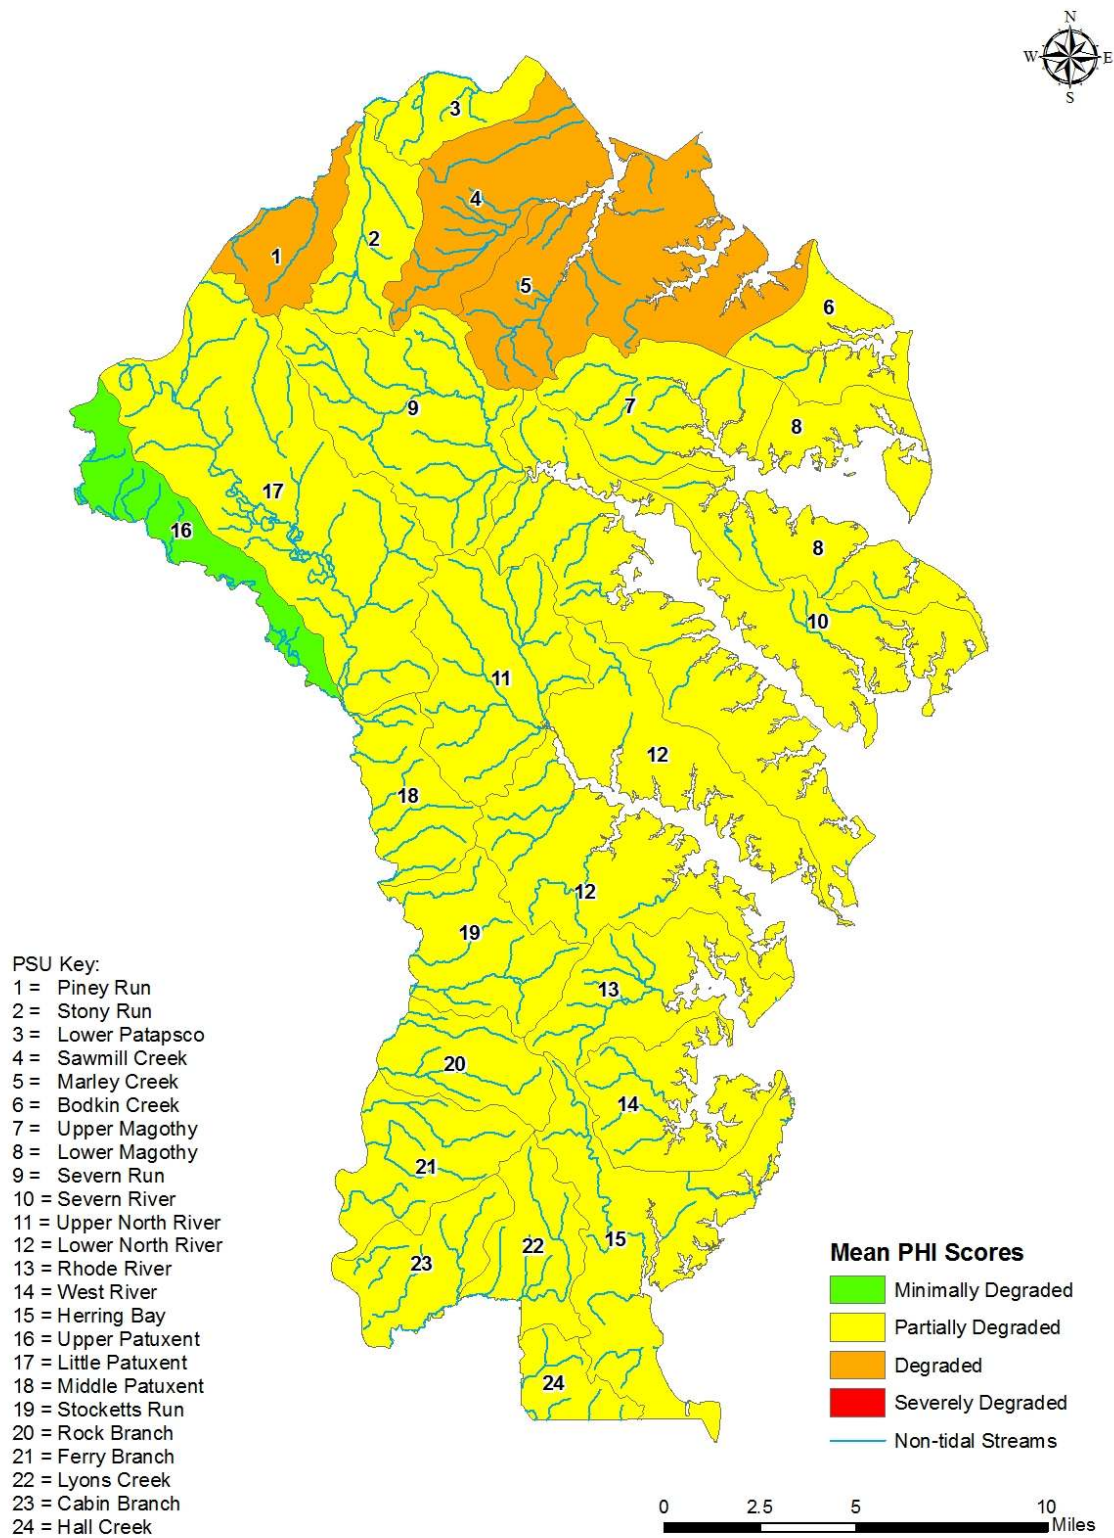 N
W E
S
3
4
2
1
5
6
9
7
8
17
16
8
10
11
12
18
12
19
13
20
14
21
15
22
23
24
PSU Key:
1 = Piney Run
2 = Stony Run
3 = Lower Patapsco
4 = Sawmill Creek
5 = Marley Creek
6 = Bodkin Creek
7 = Upper Magothy
8 = Lower Magothy
9 = Severn Run
10 = Severn River
11 = Upper North River
12 = Lower North River
13 = Rhode River
14 = West River
15 = Herring Bay
16 = Upper Patuxent
17 = Little Patuxent
18 = Middle Patuxent
19 = Stocketts Run
20 = Rock Branch
21 = Ferry Branch
22 = Lyons Creek
23 = Cabin Branch
24 = Hall Creek
Mean PHI Scores
Minimally Degraded
Partially Degraded
Degraded
Severely Degraded
Non-tidal Streams
0 2.5 5 10
Miles